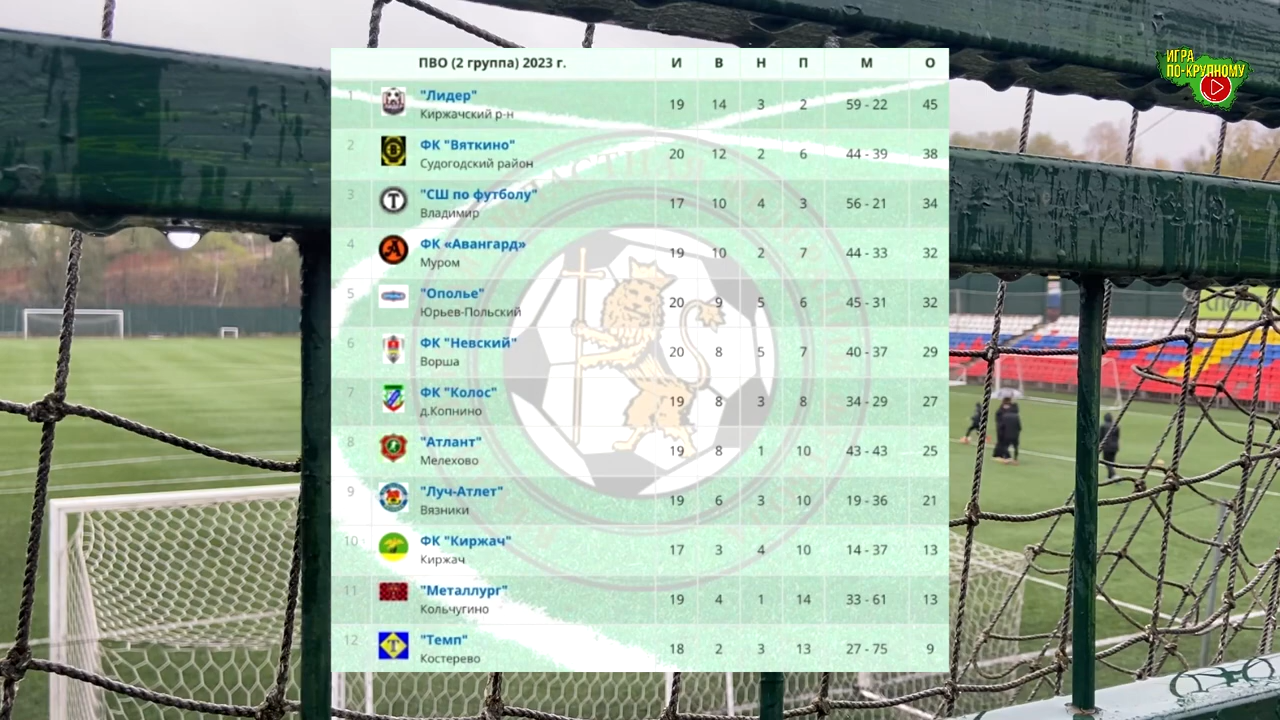 ИГРА
ПО-КРУПНОМУ
ПВО (2 группа) 2023 г. И В Н П М О
1 "Лидер" 19 14 3 2 59 - 22 45
Киржачский р-н
2 ФК "Вяткино" 20 12 2 6 44 - 39 38
Судогодский район
3 "СШ по футболу" 17 10 4 3 56 - 21 34
Владимир
4 ФК «Авангард» 19 10 2 7 44 - 33 32
Муром
5 "Ополье" 20 9 5 6 45 - 31 32
Юрьев-Польский
6 ФК "Невский" 20 8 5 7 40 - 37 29
Ворша
7 ФК "Колос" 19 8 3 8 34 - 29 27
д.Копнино
8 "Атлант" 19 8 1 10 43 - 43 25
Мелехово
9 "Луч-Атлет" 19 6 3 10 19 - 36 21
Вязники
10 ФК "Киржач" 17 3 4 10 14 - 37 13
Киржач
11 "Металлург" 19 4 1 14 33 - 61 13
Кольчугино
12 "Темп" 18 2 3 13 27 - 75 9
Костерево